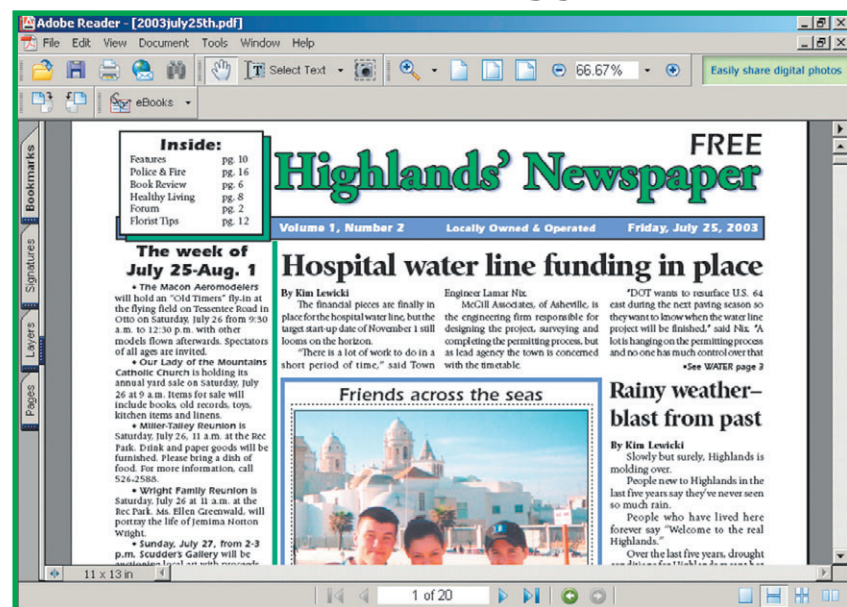 Adobe Reader - [2003july25th.pdf]
File Edit View Document Tools Window Help
Select Text
66.67%
Easily share digital photos
eBooks
Bookmarks
Signatures
Layers
Pages
Inside:
Features pg. 10
Police & Fire pg. 16
Book Review pg. 6
Healthy Living pg. 8
Forum pg. 2
Florist Tips pg. 12
FREE
Highlands' Newspaper
Volume 1, Number 2 Locally Owned & Operated Friday, July 25, 2003
The week of
July 25-Aug. 1
• The Macon Aeromodelers
will hold an "Old Timers" fly-in at
the flying field on Tessentee Road in
Otto on Saturday, July 26 from 9:30
a.m. to 12:30 p.m. with other
models flown afterwards. Spectators
of all ages are invited.
• Our Lady of the Mountains
Catholic Church is holding its
annual yard sale on Saturday, July
26 at 9 a.m. Items for sale will
include books, old records, toys,
kitchen items and linens.
• Miller-Talley Reunion is
Saturday, July 26, 11 a.m. at the Rec
Park. Drink and paper goods will be
furnished. Please bring a dish of
food. For more information, call
526-2588.
• Wright Family Reunion is
Saturday, July 26 at 11 a.m. at the
Rec Park. Ms. Ellen Greenwald, will
portray the life of Jemima Norton
Wright.
• Sunday, July 27, from 2-3
p.m. Scudder's Gallery will be
auctioning local art with proceeds
Hospital water line funding in place
By Kim Lewicki
The financial pieces are finally in
place for the hospital water line, but the
target start-up date of November 1 still
looms on the horizon.
"There is a lot of work to do in a
short period of time," said Town
Engineer Lamar Nix.
McGill Associates, of Asheville, is
the engineering firm responsible for
designing the project, surveying and
completing the permitting process, but
as lead agency the town is concerned
with the timetable.
"DOT wants to resurface U.S. 64
east during the next paving season so
they want to know when the water line
project will be finished," said Nix. "A
lot is hanging on the permitting process
and no one has much control over that
•See WATER page 3
Friends across the seas
Rainy weather–
blast from past
By Kim Lewicki
Slowly but surely, Highlands is
molding over.
People new to Highlands in the
last five years say they've never seen
so much rain.
People who have lived here
forever say "Welcome to the real
Highlands."
Over the last five years, drought
11 x 13 in
1 of 20